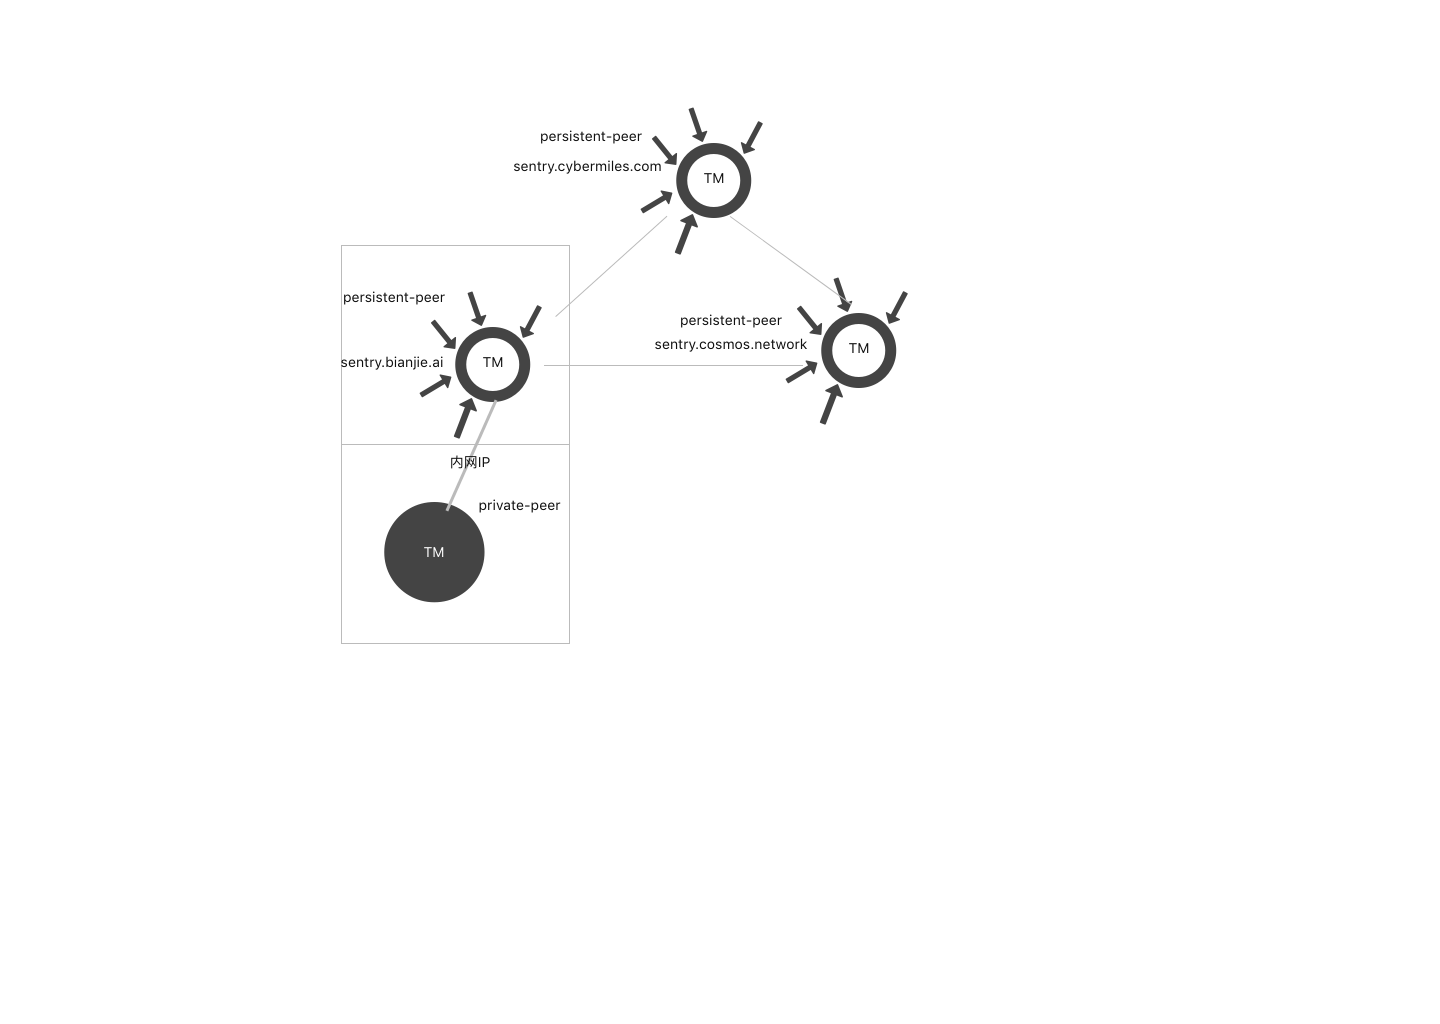 persistent-peer
sentry.cybermiles.com
TM
persistent-peer
sentry.bianjie.ai
TM
persistent-peer
sentry.cosmos.network
TM
内网IP
private-peer
TM